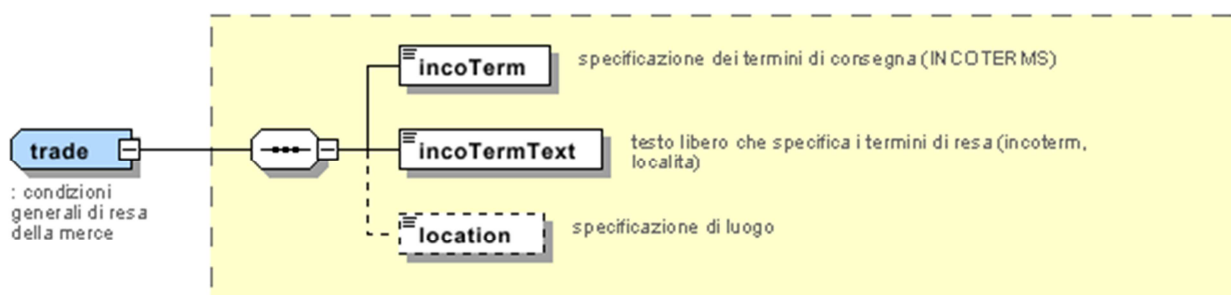 incoTerm
specificazione dei termini di consegna (INCOTERMS)
trade
incoTermText
testo libero che specifica i termini di resa (incoterm,
localita)
: condizioni
generali di resa
della merce
location
specificazione di luogo